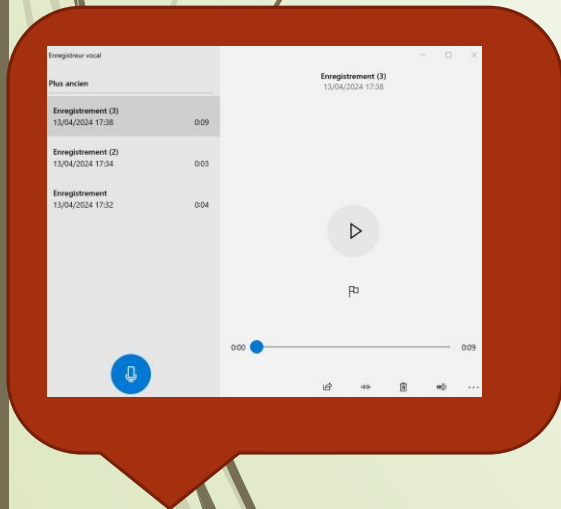 Enregistreur vocal
Plus ancien
Enregistrement (3)
13/04/2024 17:38 0:09
Enregistrement (2)
13/04/2024 17:34 0:03
Enregistrement
13/04/2024 17:32 0:04
Enregistrement (3)
13/04/2024 17:38
0:00 0:09